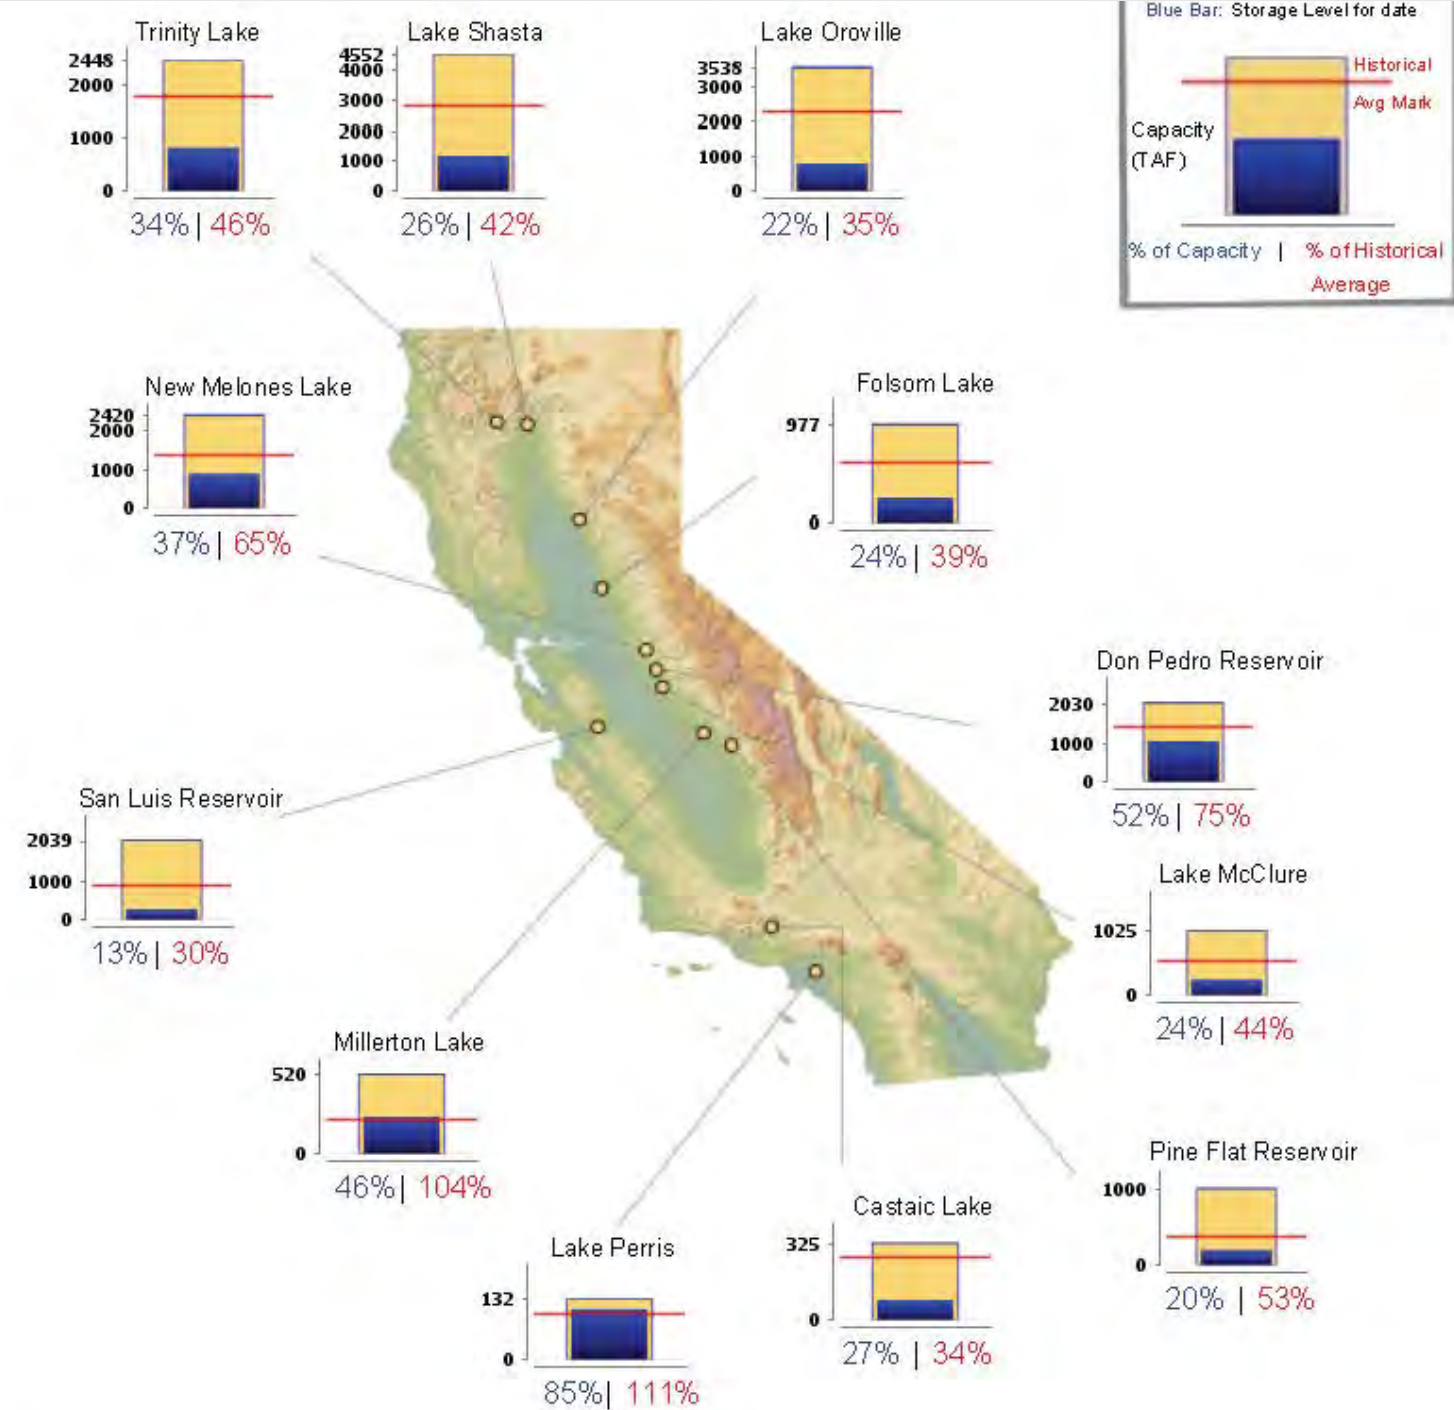 Trinity Lake
2448
2000
1000
0
34% | 46%
Lake Shasta
4552
4000
3000
2000
1000
0
26% | 42%
Lake Oroville
3538
3000
2000
1000
0
22% | 35%
Blue Bar: Storage Level for date
Historical
Avg Mark
Capacity
(TAF)
% of Capacity | % of Historical
Average
New Melones Lake
2420
2000
1000
0
37% | 65%
Folsom Lake
977
0
24% | 39%
Don Pedro Reservoir
2030
1000
0
52% | 75%
San Luis Reservoir
2039
1000
0
13% | 30%
Lake McClure
1025
0
24% | 44%
Millerton Lake
520
0
46% | 104%
Pine Flat Reservoir
1000
0
20% | 53%
Castaic Lake
325
0
27% | 34%
Lake Perris
132
0
85% | 111%